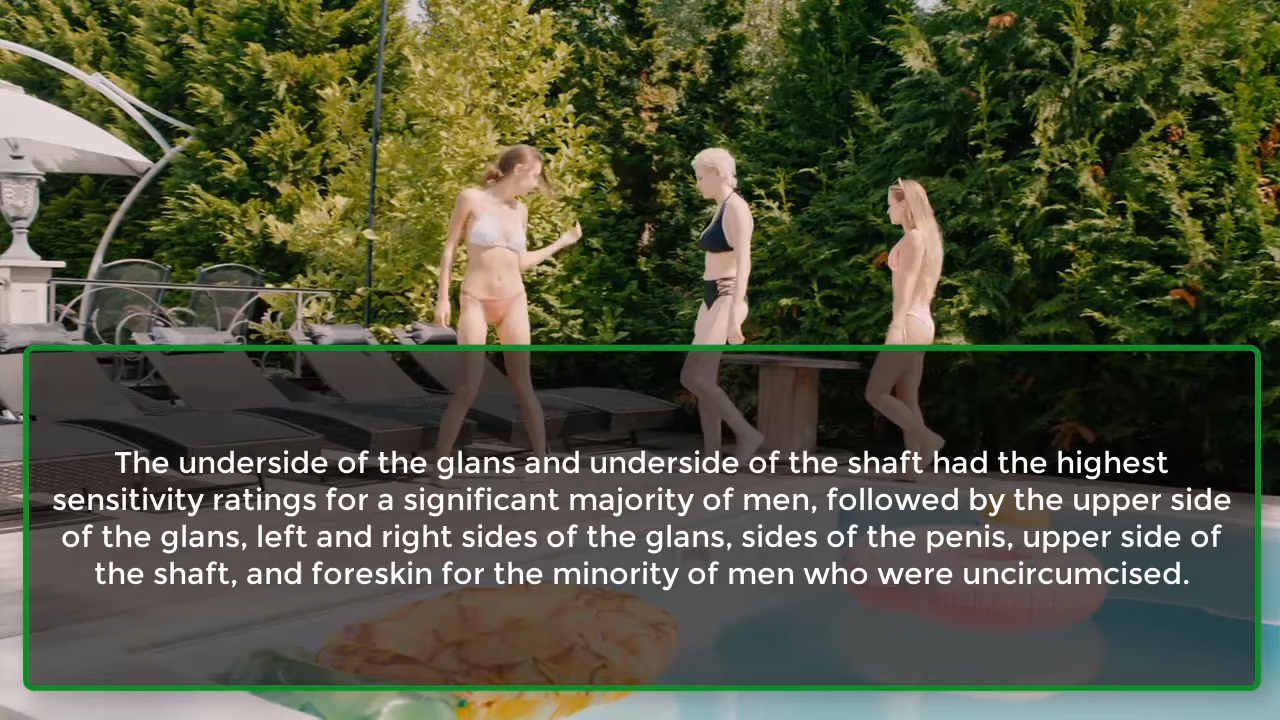 The underside of the glans and underside of the shaft had the highest
sensitivity ratings for a significant majority of men, followed by the upper side
of the glans, left and right sides of the glans, sides of the penis, upper side of
the shaft, and foreskin for the minority of men who were uncircumcised.